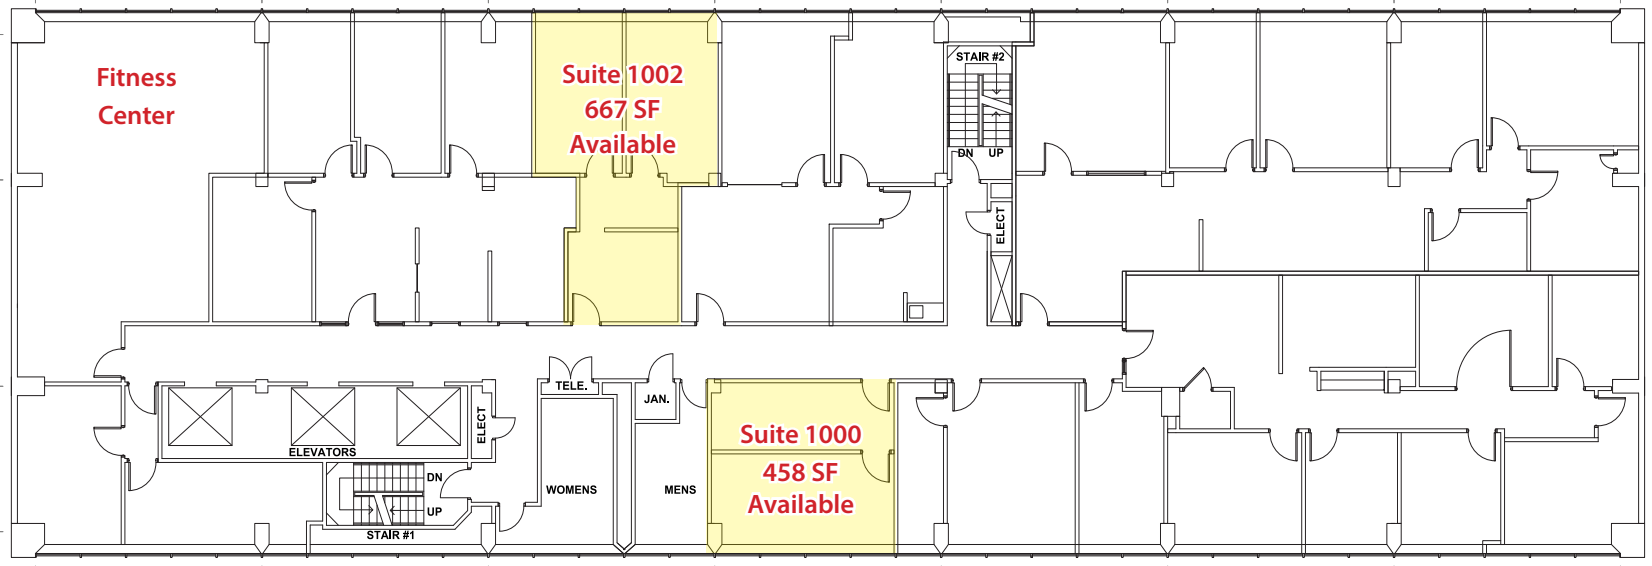 Fitness
Center
Suite 1002
667 SF
Available
STAIR #2
DN UP
ELECT
TELE.
JAN.
ELECT
ELEVATORS
DN
UP
STAIR #1
WOMENS
MENS
Suite 1000
458 SF
Available